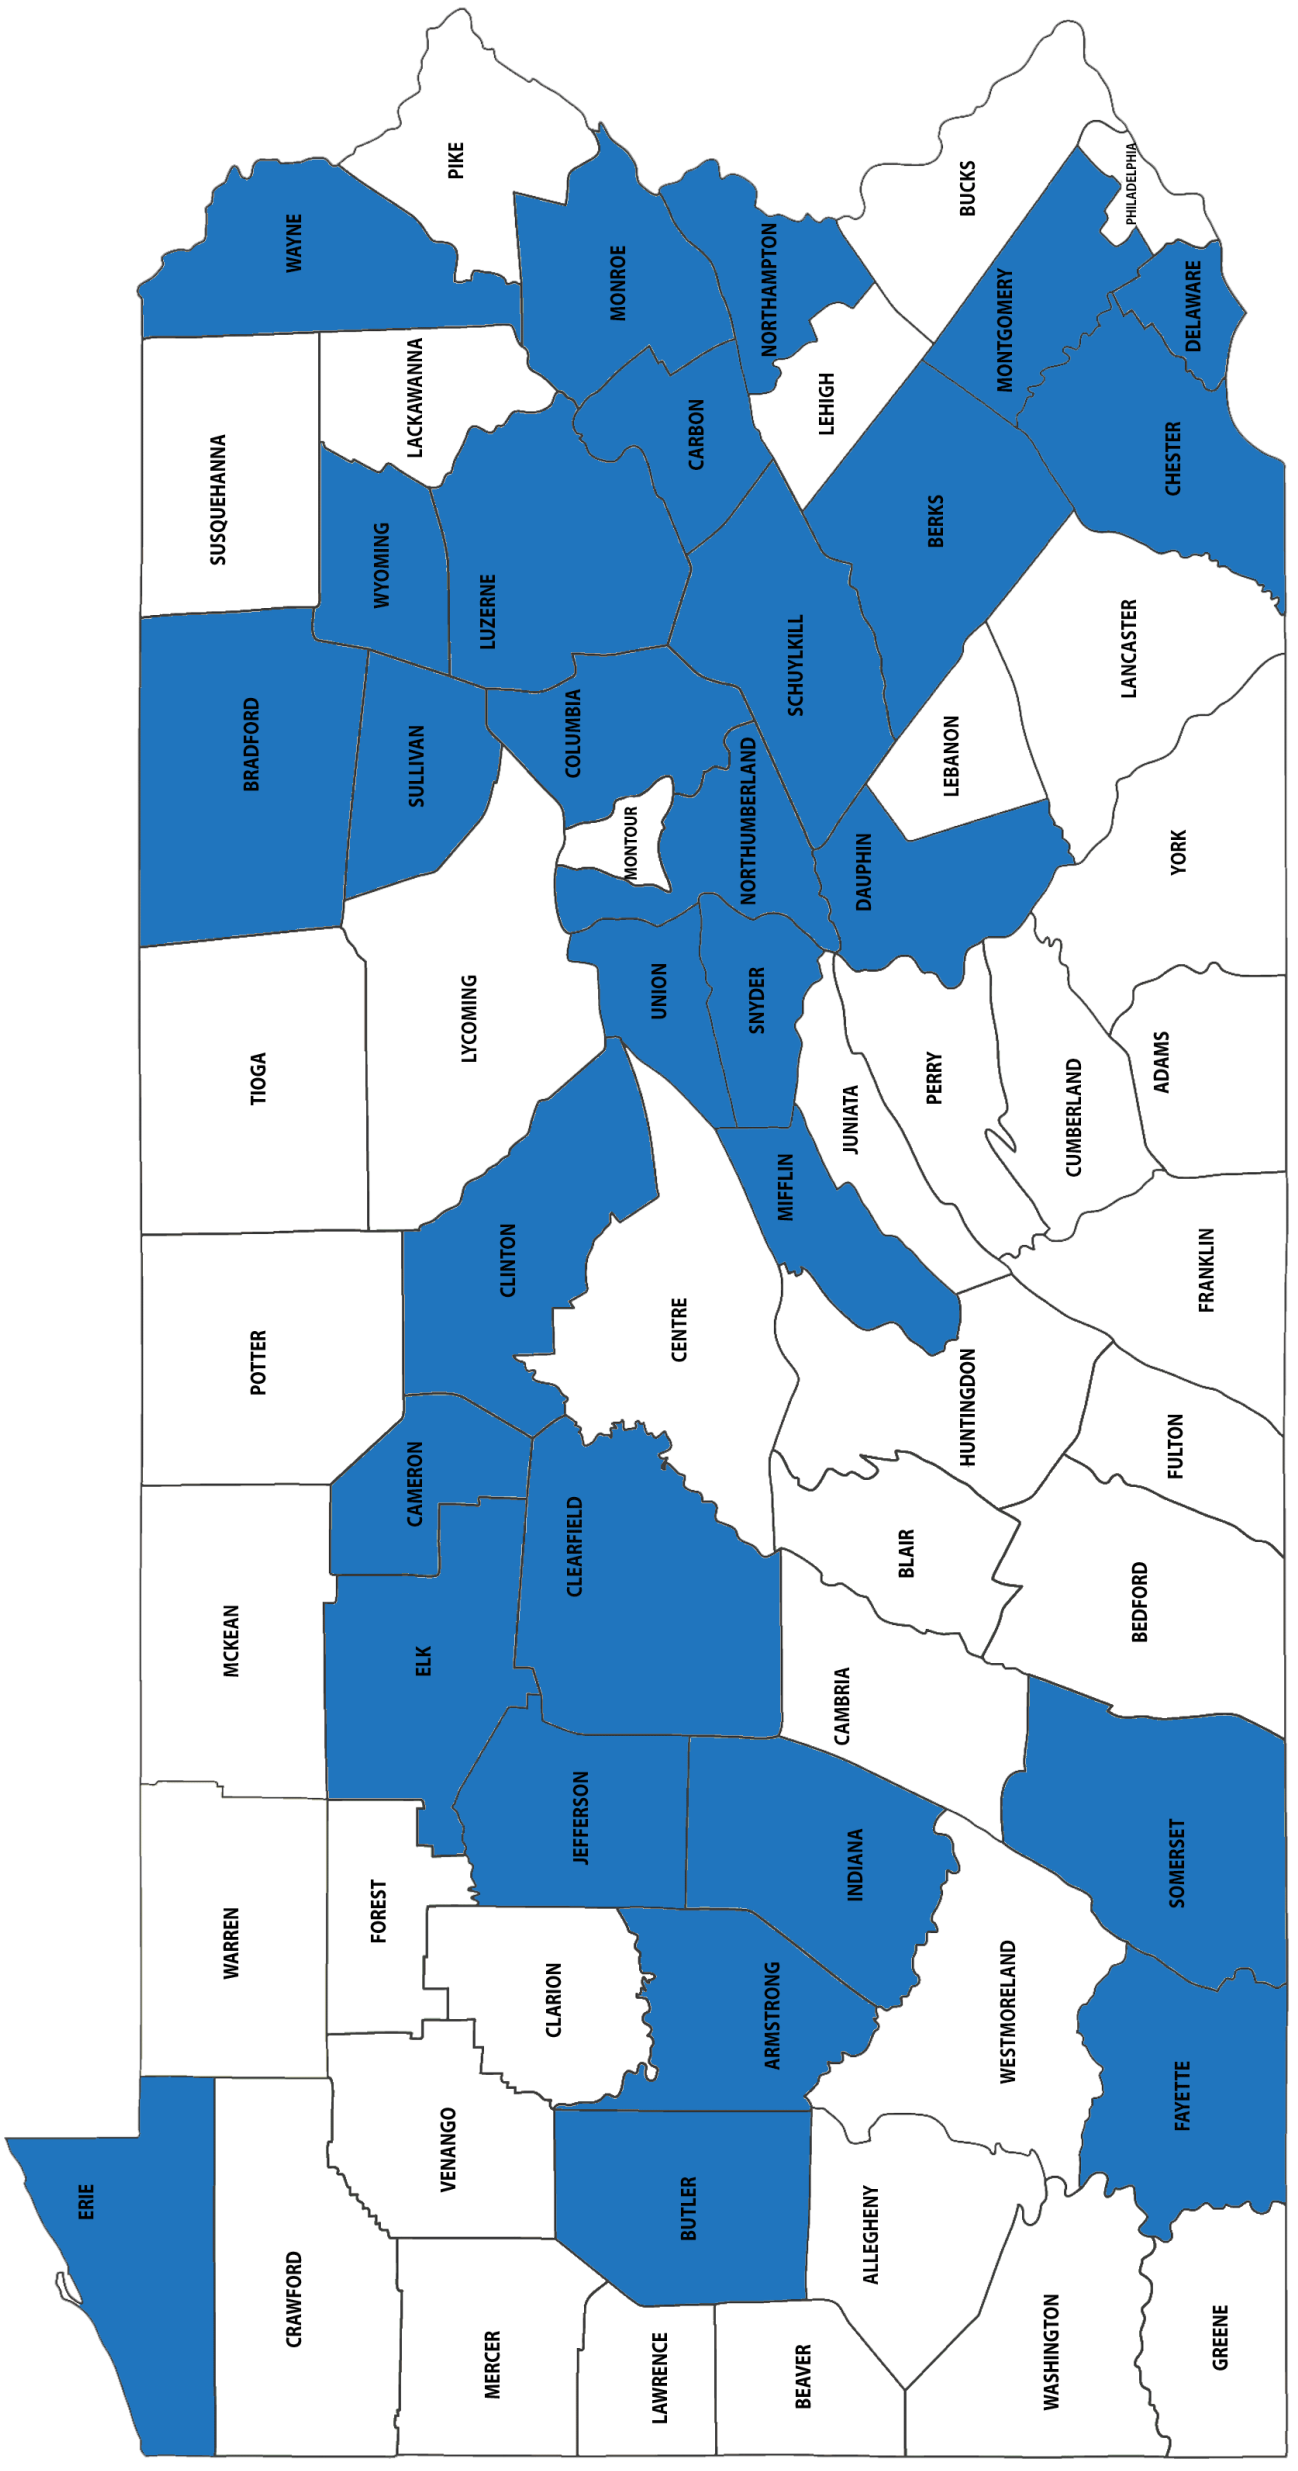 ERIE
CRAWFORD
WARREN
MCKEAN
POTTER
TIOGA
BRADFORD
SUSQUEHANNA
WAYNE
MERCER
VENANGO
FOREST
ELK
CAMERON
CLINTON
LYCOMING
SULLIVAN
WYOMING
LACKAWANNA
PIKE
LAWRENCE
BUTLER
CLARION
JEFFERSON
CLEARFIELD
CENTRE
UNION
MONTOUR
COLUMBIA
LUZERNE
MONROE
BEAVER
ALLEGHENY
ARMSTRONG
INDIANA
CAMBRIA
BLAIR
HUNTINGDON
MIFFLIN
JUNIATA
SNYDER
NORTHUMBERLAND
SCHUYLKILL
CARBON
NORTHAMPTON
LEHIGH
WASHINGTON
WESTMORELAND
PERRY
DAUPHIN
LEBANON
BERKS
MONTGOMERY
BUCKS
GREENE
FAYETTE
SOMERSET
BEDFORD
FULTON
FRANKLIN
CUMBERLAND
ADAMS
YORK
LANCASTER
CHESTER
DELAWARE
PHILADELPHIA